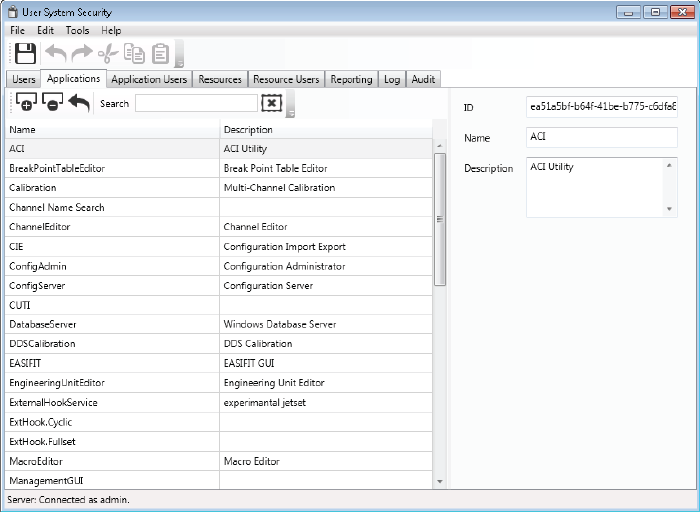 User System Security
File Edit Tools Help
Users Applications Application Users Resources Resource Users Reporting Log Audit
Search
Name Description
ACI ACI Utility
BreakPointTableEditor Break Point Table Editor
Calibration Multi-Channel Calibration
Channel Name Search
ChannelEditor Channel Editor
CIE Configuration Import Export
ConfigAdmin Configuration Administrator
ConfigServer Configuration Server
CUTI
DatabaseServer Windows Database Server
DDSCalibration DDS Calibration
EASIFIT EASIFIT GUI
EngineeringUnitEditor Engineering Unit Editor
ExternalHookService experimantal jetset
ExtHook.Cyclic
ExtHook.Fullset
MacroEditor Macro Editor
ManagementGUI
ID ea51a5bf-b64f-41be-b775-c6dfa8
Name ACI
Description ACI Utility
Server: Connected as admin.